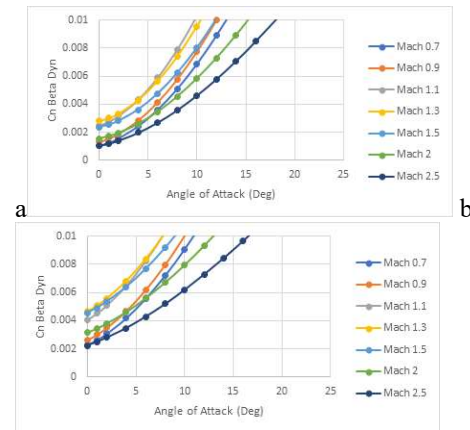 0.01
0.008
0.006
0.004
0.002
0
Cn Beta Dyn
0 5 10 15 20 25
Angle of Attack (Deg)
Mach 0.7
Mach 0.9
Mach 1.1
Mach 1.3
Mach 1.5
Mach 2
Mach 2.5
a
b
0.01
0.008
0.006
0.004
0.002
0
Cn Beta Dyn
0 5 10 15 20 25
Angle of Attack (Deg)
Mach 0.7
Mach 0.9
Mach 1.1
Mach 1.3
Mach 1.5
Mach 2
Mach 2.5